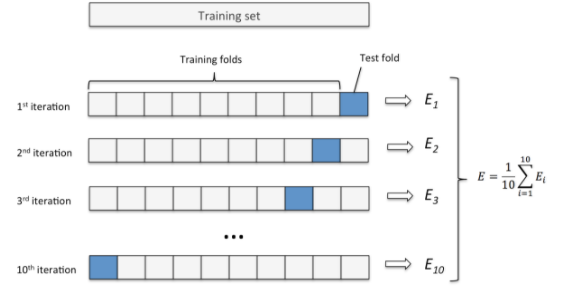 Training set
Training folds
Test fold
1st iteration
E1
2nd iteration
E2
3rd iteration
E3
E = 1/10 10∑i=1 Ei
...
10th iteration
E10